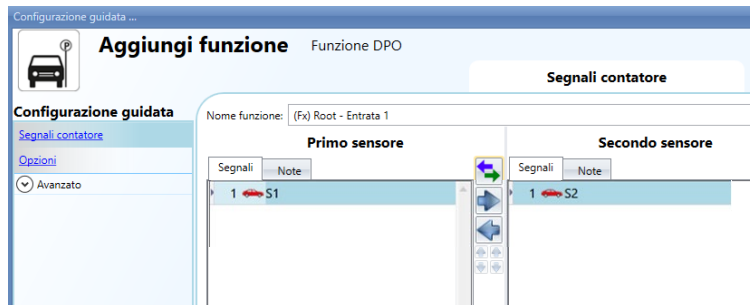 Configurazione guidata ...
P
Aggiungi funzione Funzione DPO
Segnali contatore
Configurazione guidata
Segnali contatore
Opzioni
Avanzato
Nome funzione: (Fx) Root - Entrata 1
Primo sensore Secondo sensore
Segnali Note Segnali Note
1 S1 1 S2